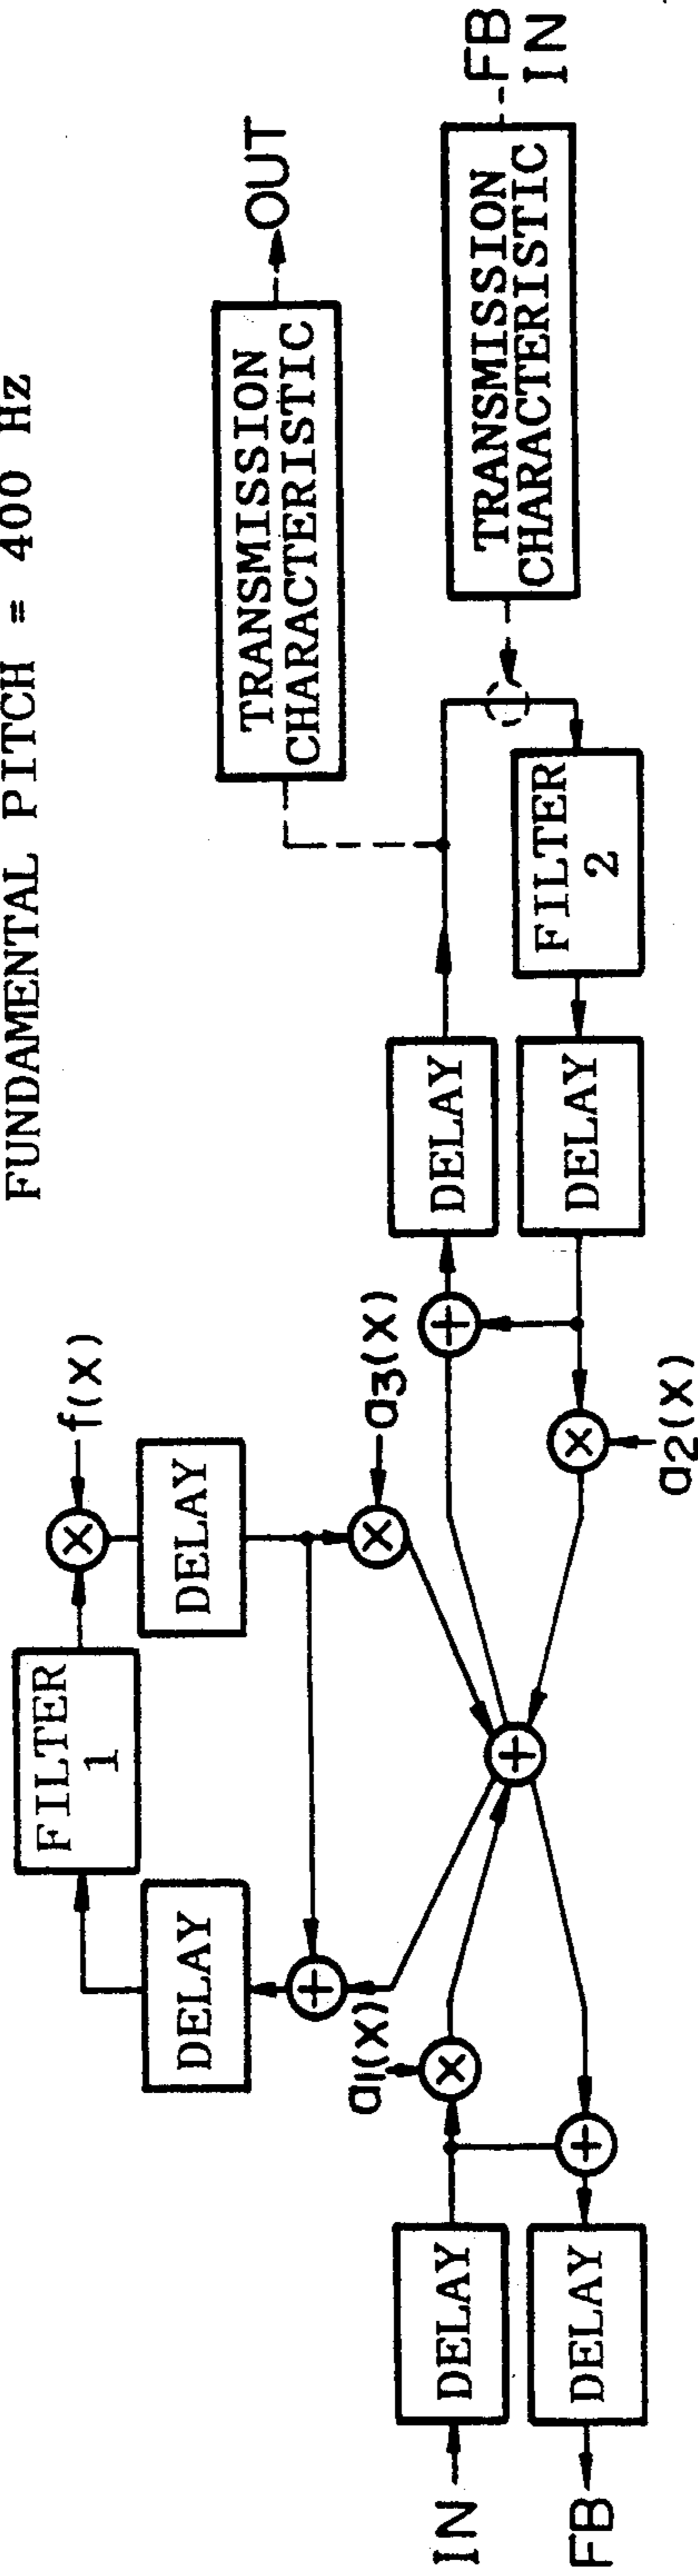 FUNDAMENTAL PITCH = 400 Hz
f(X)
FILTER
1
DELAY
DELAY
a3(X)
a1(X)
TRANSMISSION
CHARACTERISTIC
OUT
IN
DELAY
DELAY
FB
DELAY
DELAY
a2(X)
FILTER
2
TRANSMISSION
CHARACTERISTIC
FB
IN